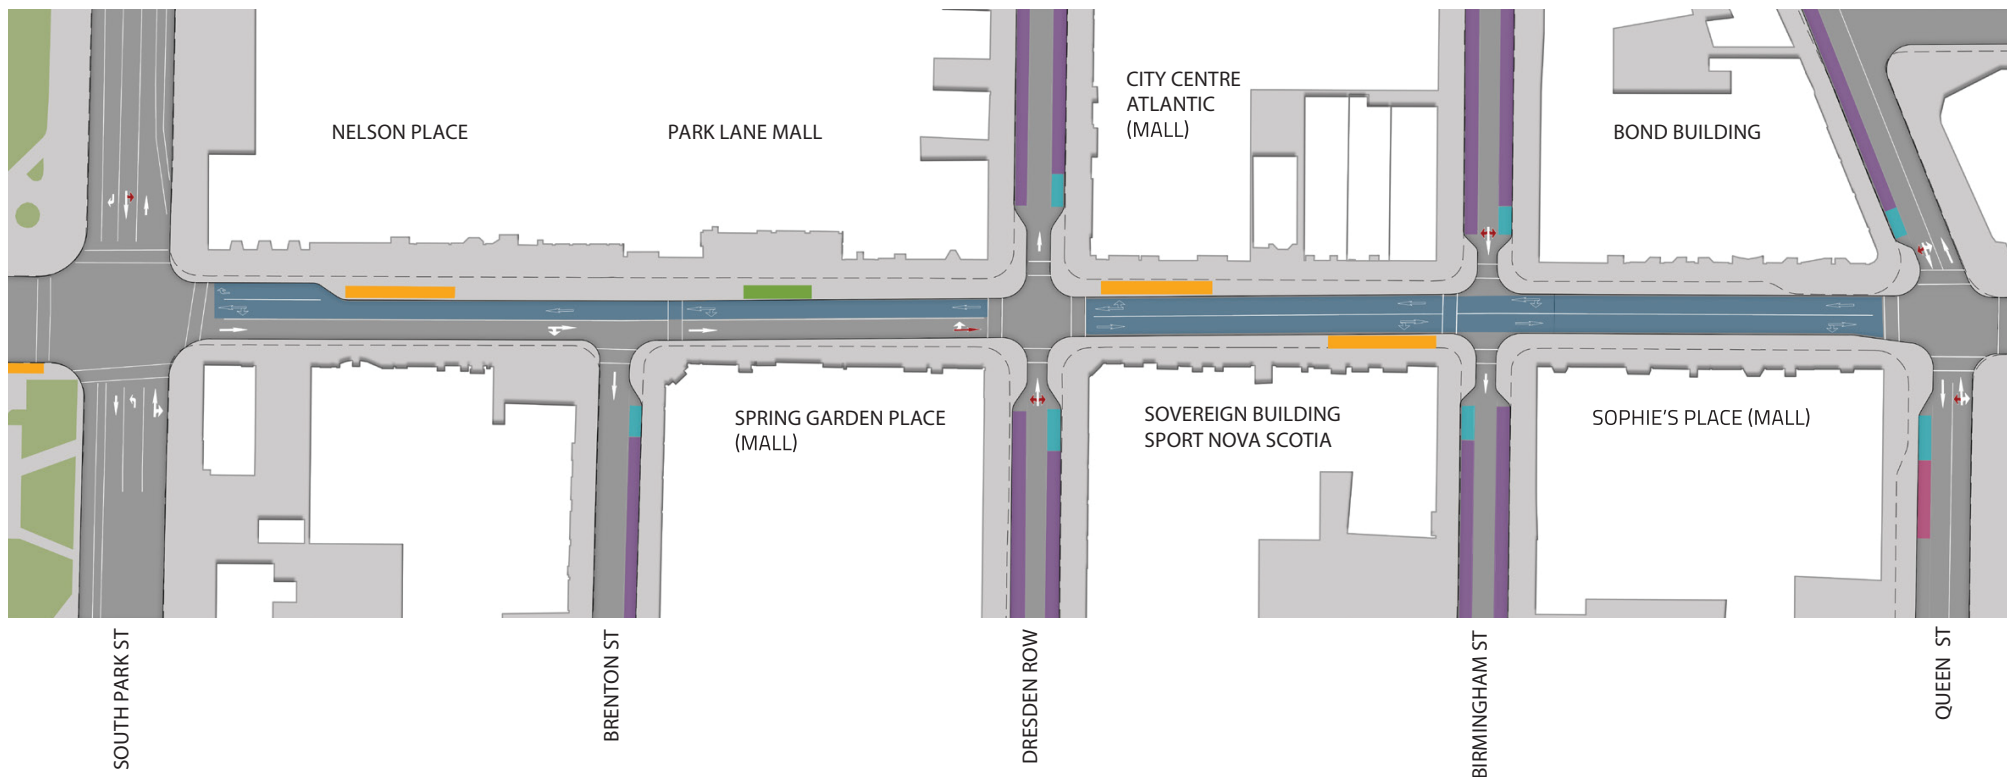 NELSON PLACE
PARK LANE MALL
CITY CENTRE
ATLANTIC
(MALL)
BOND BUILDING
SPRING GARDEN PLACE
(MALL)
SOVEREIGN BUILDING
SPORT NOVA SCOTIA
SOPHIE'S PLACE (MALL)
SOUTH PARK ST
BRENTON ST
DRESDEN ROW
BIRMINGHAM ST
QUEEN ST